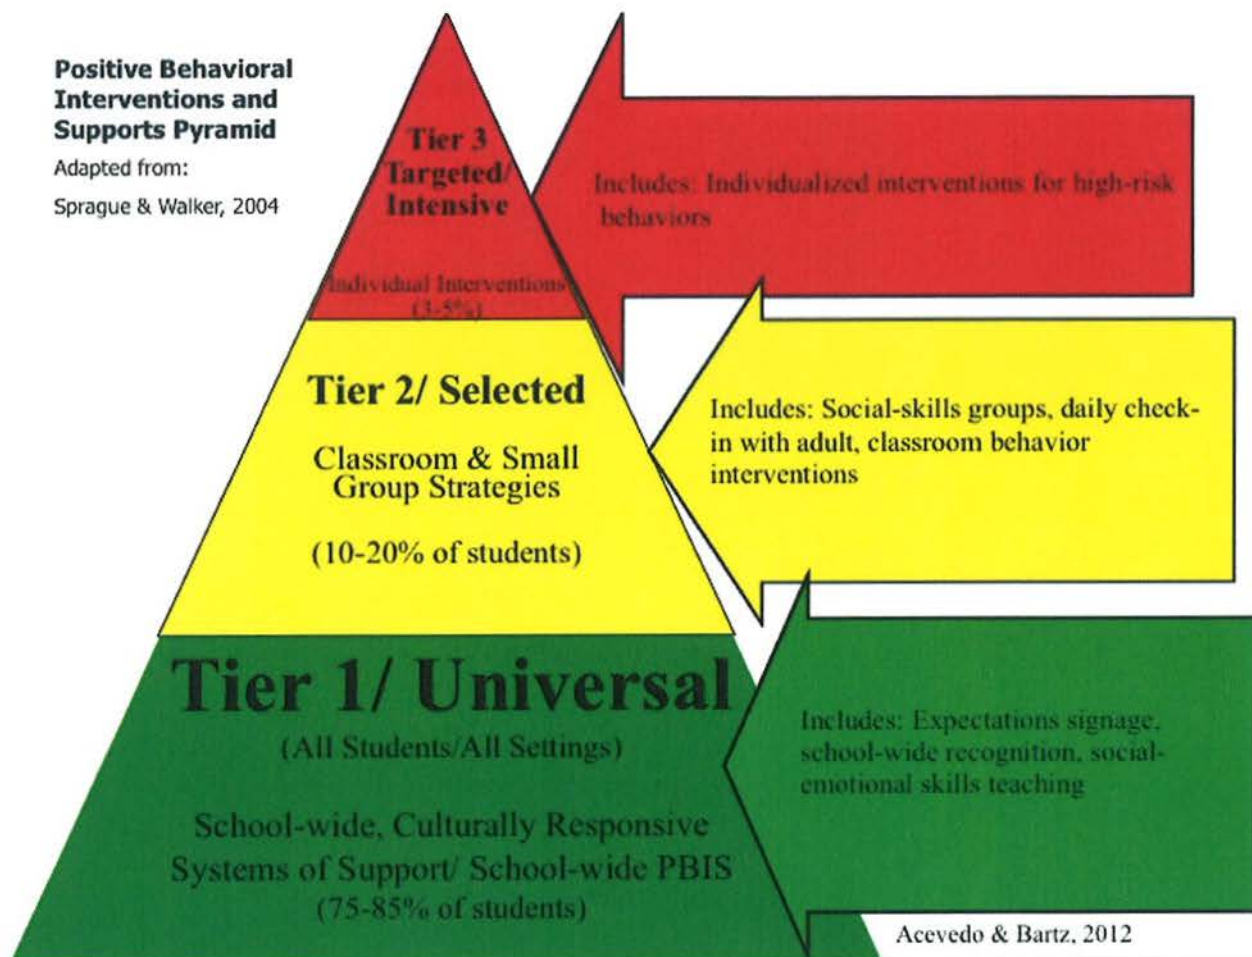 Positive Behavioral
Interventions and
Supports Pyramid
Adapted from:
Sprague & Walker, 2004
Tier 3
Targeted/
Intensive
Individual Interventions
(3-5%)
Includes: Individualized interventions for high-risk
behaviors
Tier 2/ Selected
Classroom & Small
Group Strategies
(10-20% of students)
Includes: Social-skills groups, daily check-
in with adult, classroom behavior
interventions
Tier 1/ Universal
(All Students/All Settings)
School-wide, Culturally Responsive
Systems of Support/ School-wide PBIS
(75-85% of students)
Includes: Expectations signage,
school-wide recognition, social-
emotional skills teaching
Acevedo & Bartz, 2012